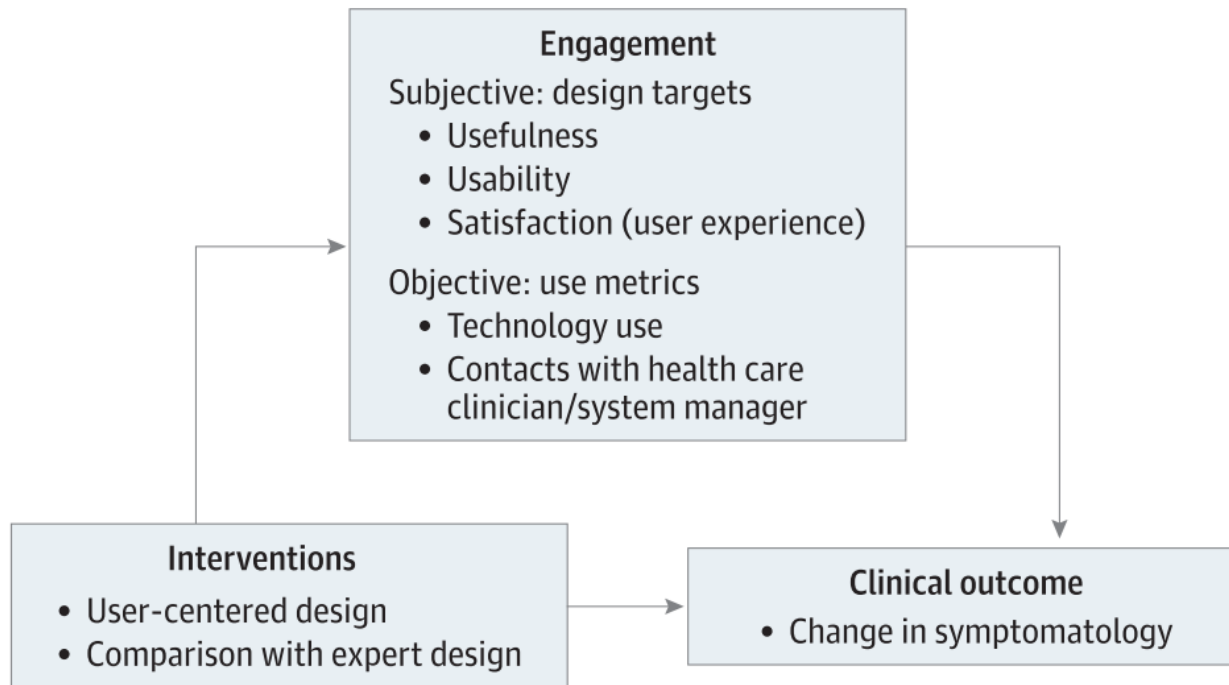 Engagement
Subjective: design targets
• Usefulness
• Usability
• Satisfaction (user experience)
Objective: use metrics
• Technology use
• Contacts with health care
clinician/system manager
Interventions
• User-centered design
• Comparison with expert design
Clinical outcome
• Change in symptomatology